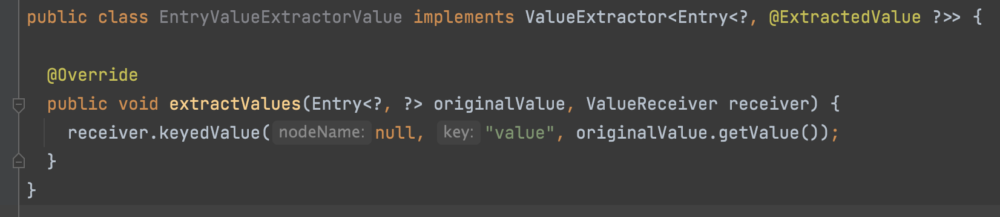 public class EntryValueExtractorValue implements ValueExtractor<Entry<?, @ExtractedValue ?>> {
@Override
public void extractValues(Entry<?, ?> originalValue, ValueReceiver receiver) {
receiver.keyedValue( nodeName: null, key: "value", originalValue.getValue());
}
}